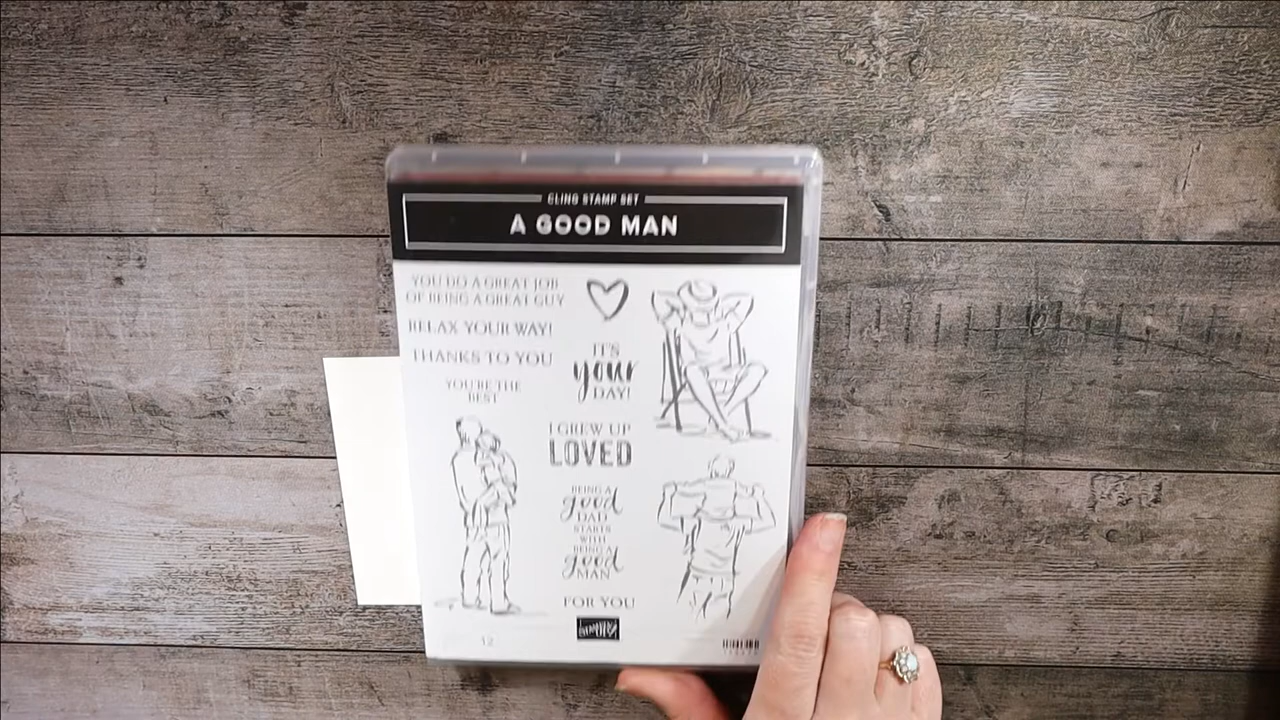 CLING STAMP SET
A GOOD MAN
YOU DO A GREAT JOB
OF BEING A GREAT GUY
RELAX YOUR WAY!
THANKS TO YOU
YOU'RE THE
BEST
IT'S
your
DAY!
I GREW UP
LOVED
BEING A
good
DAD
STARTS
WITH
BEING A
good
MAN
FOR YOU
STAMPIN' UP!
12